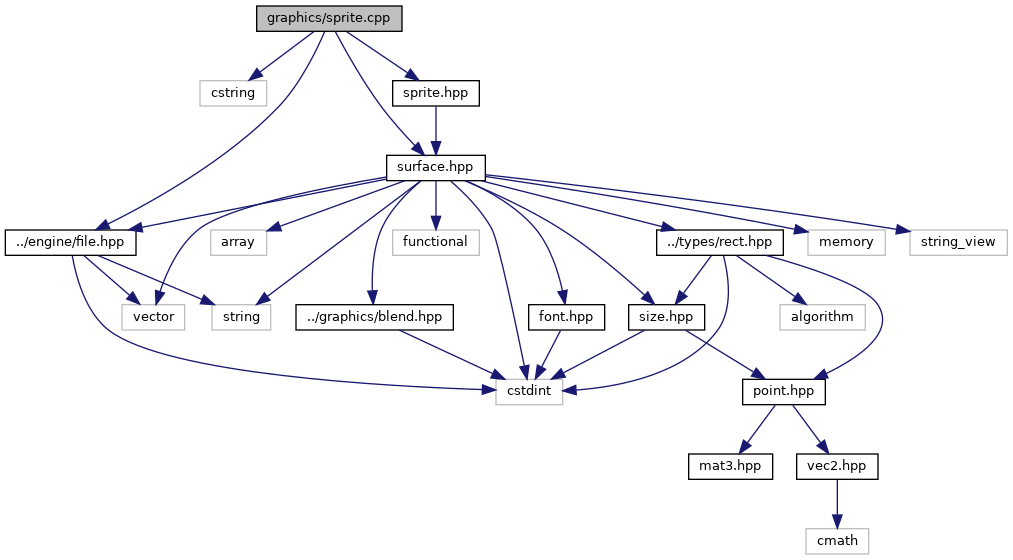 graphics/sprite.cpp
cstring
sprite.hpp
surface.hpp
../engine/file.hpp
array
functional
../types/rect.hpp
memory
string_view
vector
string
../graphics/blend.hpp
font.hpp
size.hpp
algorithm
cstdint
point.hpp
mat3.hpp
vec2.hpp
cmath